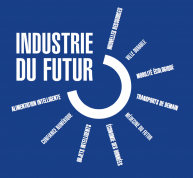 INDUSTRIE
DU FUTUR
NOUVELLES RESSOURCES
VILLE DURABLE
MOBILITÉ ÉCOLOGIQUE
TRANSPORTS DE DEMAIN
MÉDECINE DU FUTUR
ÉCONOMIE DES DONNÉES
OBJETS INTELLIGENTS
CONFIANCE NUMÉRIQUE
ALIMENTATION INTELLIGENTE